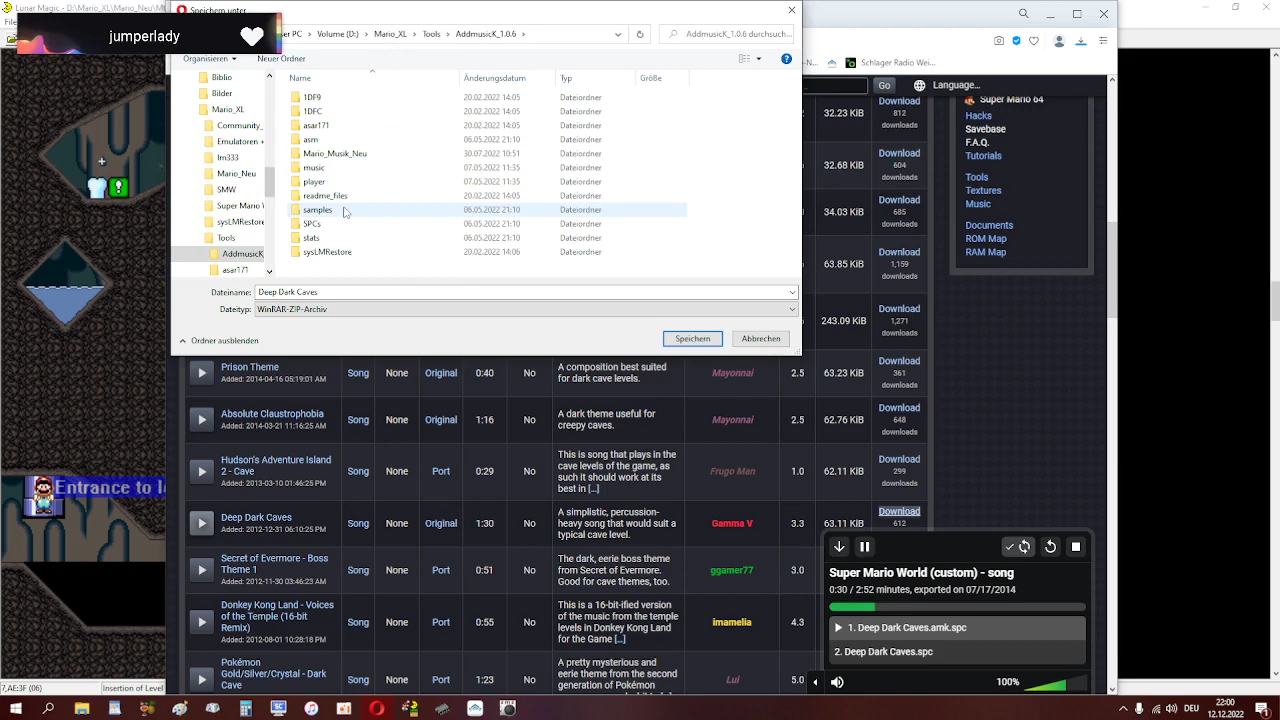 Lunar Magic - D:\Mario_XL\Mario_Neu\M
Speichern unter
jumperlady
er PC › Volume (D:) › Mario_XL › Tools › AddmusicK_1.0.6 ›
AddmusicK_1.0.6 durchsuch...
Organisieren
Neuer Ordner
Name
Änderungsdatum
Typ
Größe
Biblio
Bilder
Mario_XL
Community_
Emulatoren +
lm333
Mario_Neu
SMW
Super Mario
sysLMRestore
Tools
AddmusicK
asar171
1DF9 20.02.2022 14:05 Dateiordner
1DFC 20.02.2022 14:05 Dateiordner
asar171 20.02.2022 14:05 Dateiordner
asm 06.05.2022 21:10 Dateiordner
Mario_Musik_Neu 30.07.2022 10:51 Dateiordner
music 07.05.2022 11:35 Dateiordner
player 07.05.2022 11:35 Dateiordner
readme_files 20.02.2022 14:05 Dateiordner
samples 06.05.2022 21:10 Dateiordner
SPCs 06.05.2022 21:10 Dateiordner
stats 06.05.2022 21:10 Dateiordner
sysLMRestore 20.02.2022 14:06 Dateiordner
Dateiname: Deep Dark Caves
Dateityp: WinRAR-ZIP-Archiv
Ordner ausblenden
Speichern
Abbrechen
-N...
Schlager Radio Wei...
Go
Language...
32.23 KiB
Download
812
downloads
32.68 KiB
Download
604
downloads
34.03 KiB
Download
685
downloads
63.85 KiB
Download
1,159
downloads
243.09 KiB
Download
1,271
downloads
Super Mario 64
Hacks
Savebase
F.A.Q.
Tutorials
Tools
Textures
Music
Documents
ROM Map
RAM Map
Prison Theme
Added: 2014-04-16 05:19:01 AM
Song None Original 0:40 No
A composition best suited
for dark cave levels.
Mayonnai 2.5 63.23 KiB
Download
361
downloads
Absolute Claustrophobia
Added: 2014-03-21 11:16:25 AM
Song None Original 1:16 No
A dark theme useful for
creepy caves.
Mayonnai 2.5 62.76 KiB
Download
648
downloads
Hudson's Adventure Island
2 - Cave
Added: 2013-03-10 01:46:25 PM
Song None Port 0:29 No
This is song that plays in the
cave levels of the game, as
such it should work at its
best in [...]
Frugo Man 1.0 62.11 KiB
Download
299
downloads
Deep Dark Caves
Added: 2012-12-31 06:10:25 PM
Song None Original 1:30 No
A simplistic, percussion-
heavy song that would suit a
typical cave level.
Gamma V 3.3 63.11 KiB
Download
612
Secret of Evermore - Boss
Theme 1
Added: 2012-11-30 03:46:23 AM
Song None Port 0:51 No
The dark, eerie boss theme
from Secret of Evermore.
Good for cave themes, too.
ggamer77 3.0
Donkey Kong Land - Voices
of the Temple (16-bit
Remix)
Added: 2012-08-01 10:28:18 PM
Song None Port 0:55 No
This is a 16-bit-ified version
of the music from the temple
levels in Donkey Kong Land
for the Game [...]
imamelia 4.3
Pokémon
Gold/Silver/Crystal - Dark
Cave
Song None Port 1:23 No
A pretty mysterious and
eerie theme from the second
generation of Pokémon
Lui 5.0
Super Mario World (custom) - song
0:30 / 2:52 minutes, exported on 07/17/2014
1. Deep Dark Caves.amk.spc
2. Deep Dark Caves.spc
100%
Entrance to l
7,AE:3F (06)
Insertion of Level
DEU
22:00
12.12.2022
1